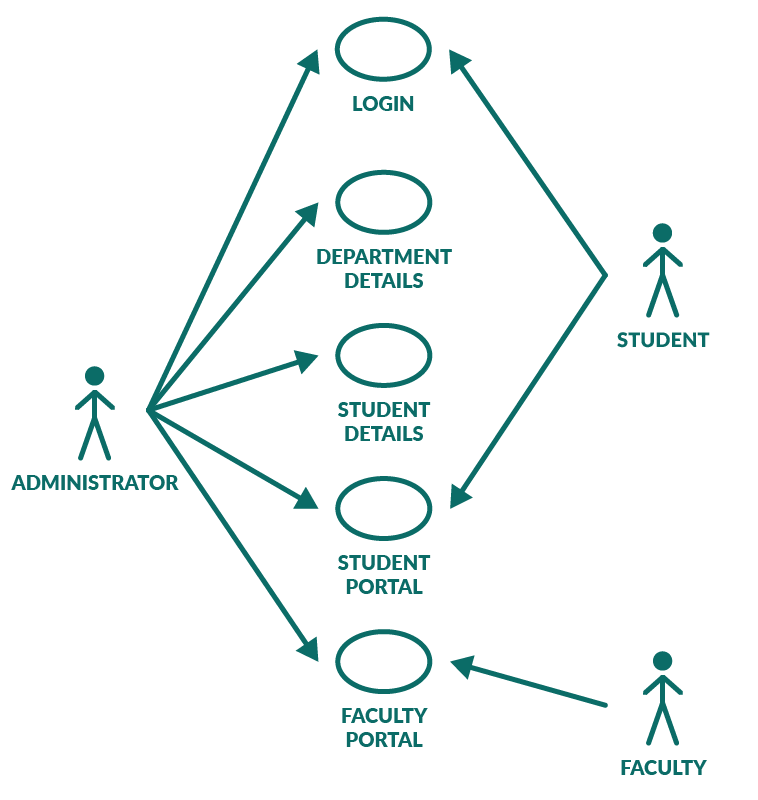 LOGIN
DEPARTMENT
DETAILS
STUDENT
STUDENT
DETAILS
ADMINISTRATOR
STUDENT
PORTAL
FACULTY
PORTAL
FACULTY